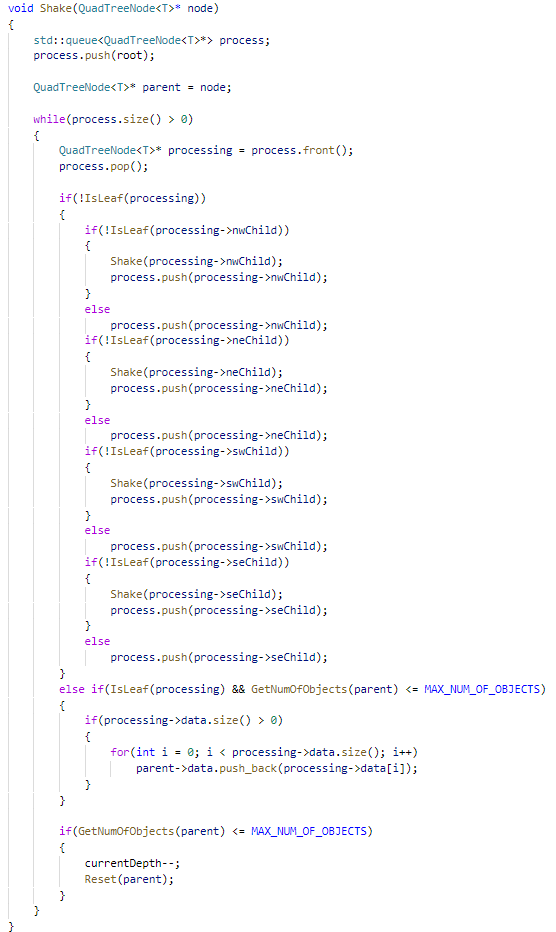 void Shake(QuadTreeNode<T>* node)
{
    std::queue<QuadTreeNode<T>*> process;
    process.push(root);

    QuadTreeNode<T>* parent = node;

    while(process.size() > 0)
    {
        QuadTreeNode<T>* processing = process.front();
        process.pop();

        if(!IsLeaf(processing))
        {
            if(!IsLeaf(processing->nwChild))
            {
                Shake(processing->nwChild);
                process.push(processing->nwChild);
            }
            else
                process.push(processing->nwChild);
            if(!IsLeaf(processing->neChild))
            {
                Shake(processing->neChild);
                process.push(processing->neChild);
            }
            else
                process.push(processing->neChild);
            if(!IsLeaf(processing->swChild))
            {
                Shake(processing->swChild);
                process.push(processing->swChild);
            }
            else
                process.push(processing->swChild);
            if(!IsLeaf(processing->seChild))
            {
                Shake(processing->seChild);
                process.push(processing->seChild);
            }
            else
                process.push(processing->seChild);
        }
        else if(IsLeaf(processing) && GetNumOfObjects(parent) <= MAX_NUM_OF_OBJECTS)
        {
            if(processing->data.size() > 0)
            {
                for(int i = 0; i < processing->data.size(); i++)
                    parent->data.push_back(processing->data[i]);
            }
        }

        if(GetNumOfObjects(parent) <= MAX_NUM_OF_OBJECTS)
        {
            currentDepth--;
            Reset(parent);
        }
    }
}